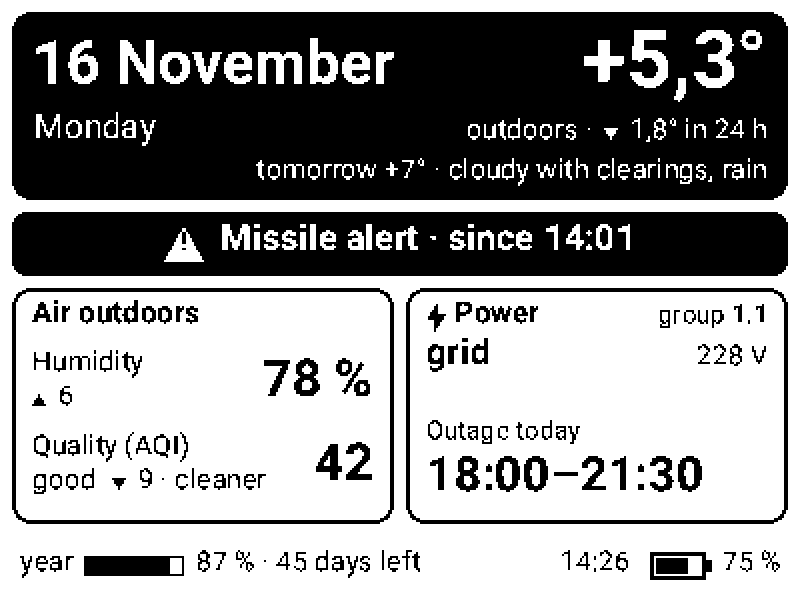 16 November
+5,3°
Monday
outdoors · ▼ 1,8° in 24 h
tomorrow +7° · cloudy with clearings, rain
Missile alert · since 14:01
Air outdoors
Humidity
▲ 6
78 %
Quality (AQI)
good ▼ 9 · cleaner
42
Power
group 1.1
grid
228 V
Outage today
18:00–21:30
year 87 % · 45 days left
14:26 75 %